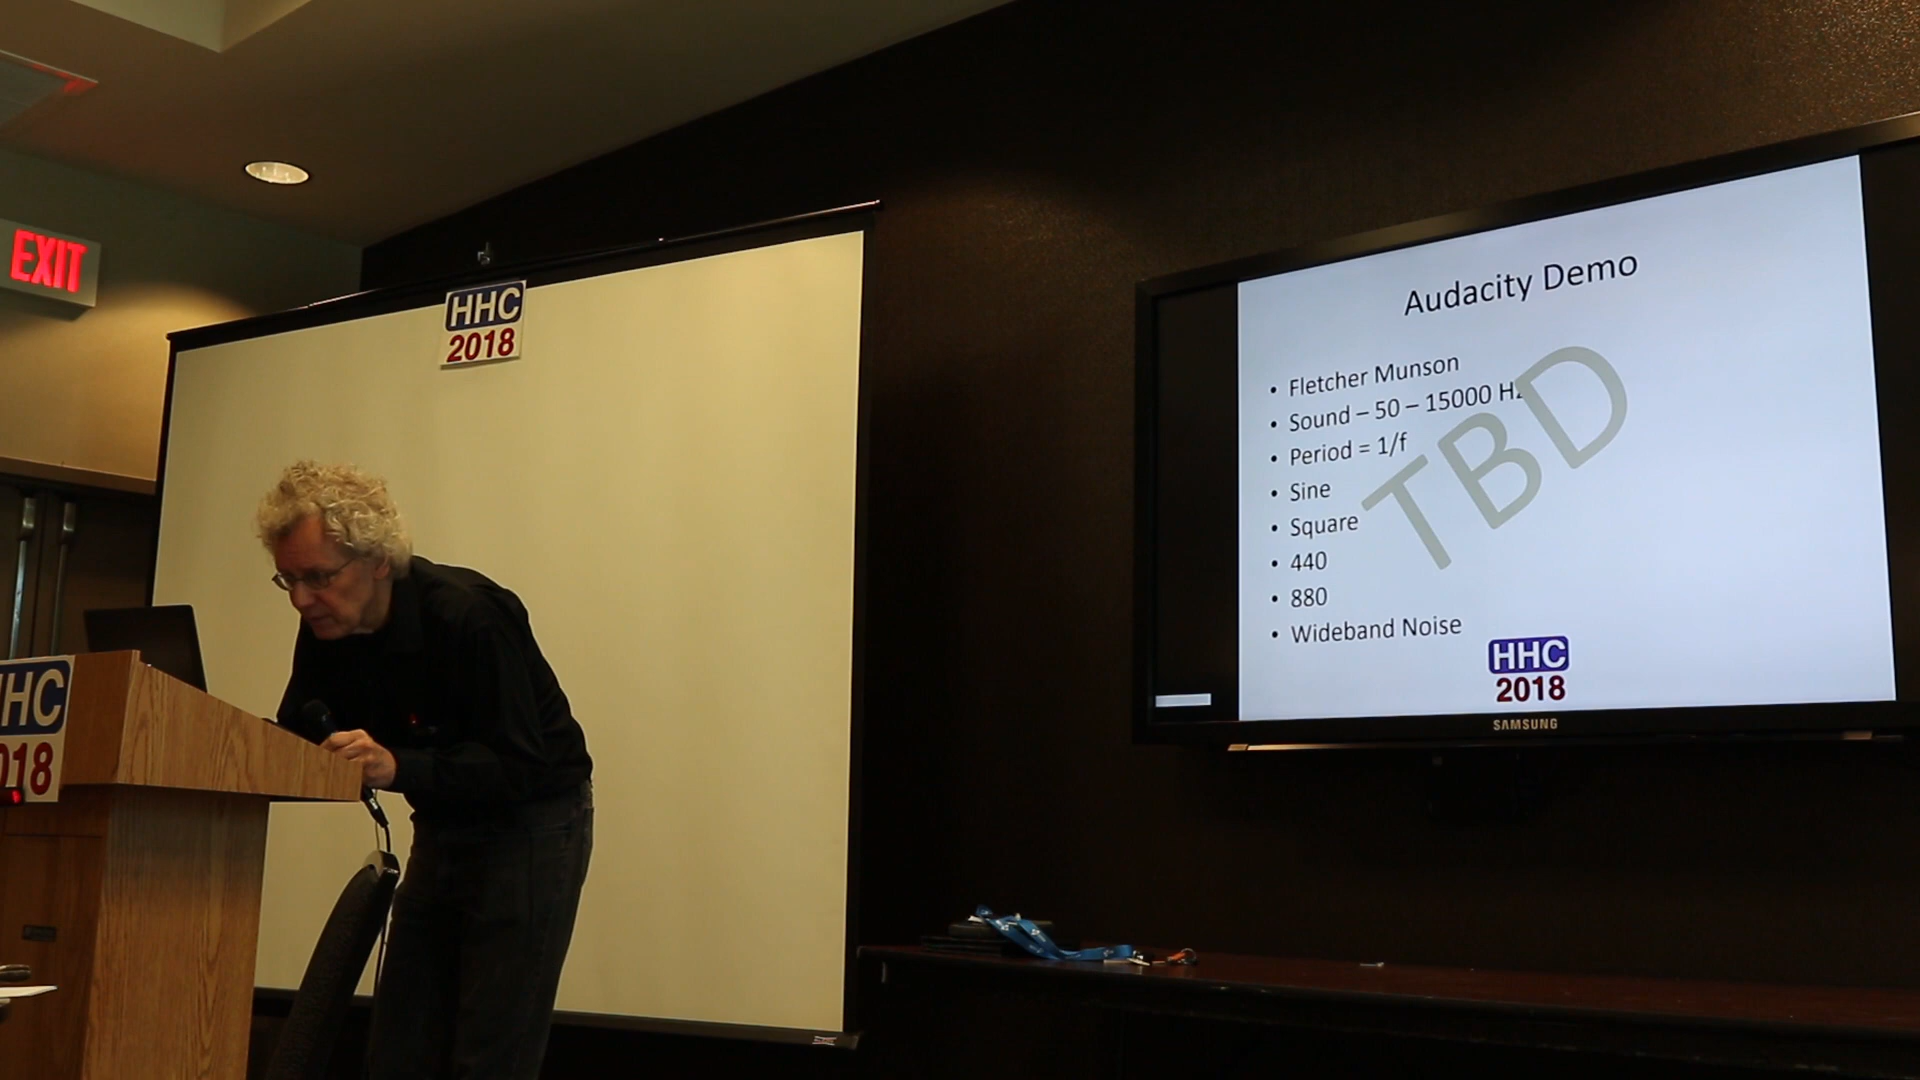 EXIT
HHC
2018
HHC
018
Audacity Demo
• Fletcher Munson
• Sound – 50 – 15000 Hz
• Period = 1/f
• Sine
• Square
• 440
• 880
• Wideband Noise
TBD
HHC
2018
SAMSUNG